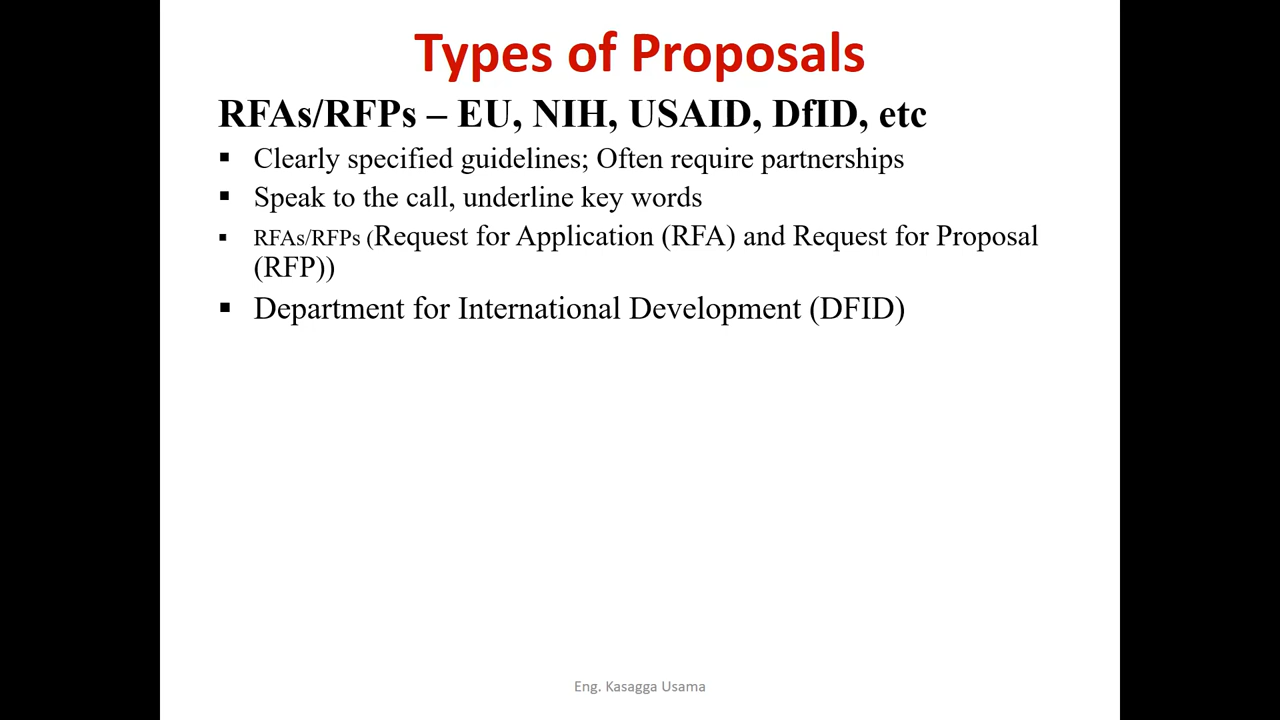 Types of Proposals
RFAs/RFPs – EU, NIH, USAID, DfID, etc
▪ Clearly specified guidelines; Often require partnerships
▪ Speak to the call, underline key words
▪ RFAs/RFPs (Request for Application (RFA) and Request for Proposal
(RFP))
▪ Department for International Development (DFID)
Eng. Kasagga Usama